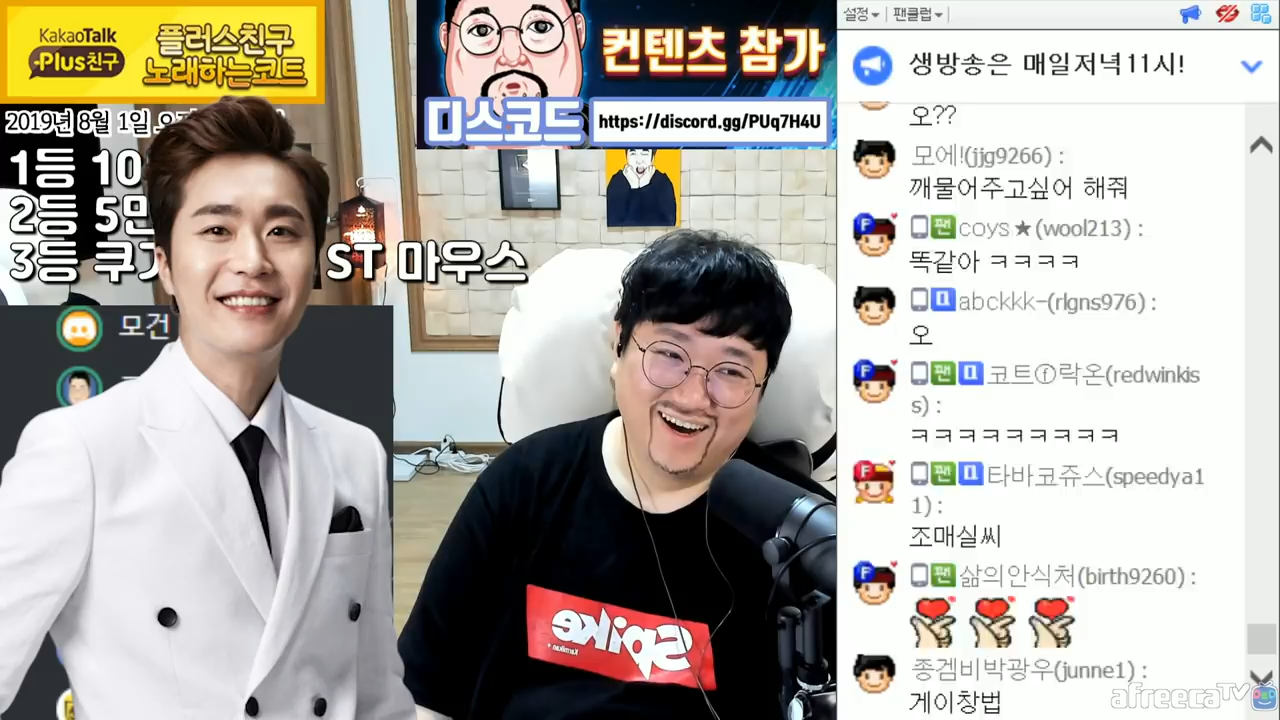 KakaoTalk
Plus친구
플러스친구
노래하는코트
컨텐츠 참가
디스코드 https://discord.gg/PUq7H4U
2019년 8월 1일
1등 10
2등 5만
3등
ST 마우스
모건
Spike
설정 팬클럽
생방송은 매일저녁11시!
오??
모에!(jjg9266) :
깨물어주고싶어 해줘
팬 coys★(wool213) :
똑같아 ㅋㅋㅋㅋ
abckkk-(rlgns976) :
오
팬 코트ⓕ락온(redwinkis
s) :
ㅋㅋㅋㅋㅋㅋㅋㅋㅋ
팬 타바코쥬스(speedya1
1) :
조매실씨
팬 삶의안식처(birth9260) :
종겜비박광우(junne1) :
게이창법
afreecaTV